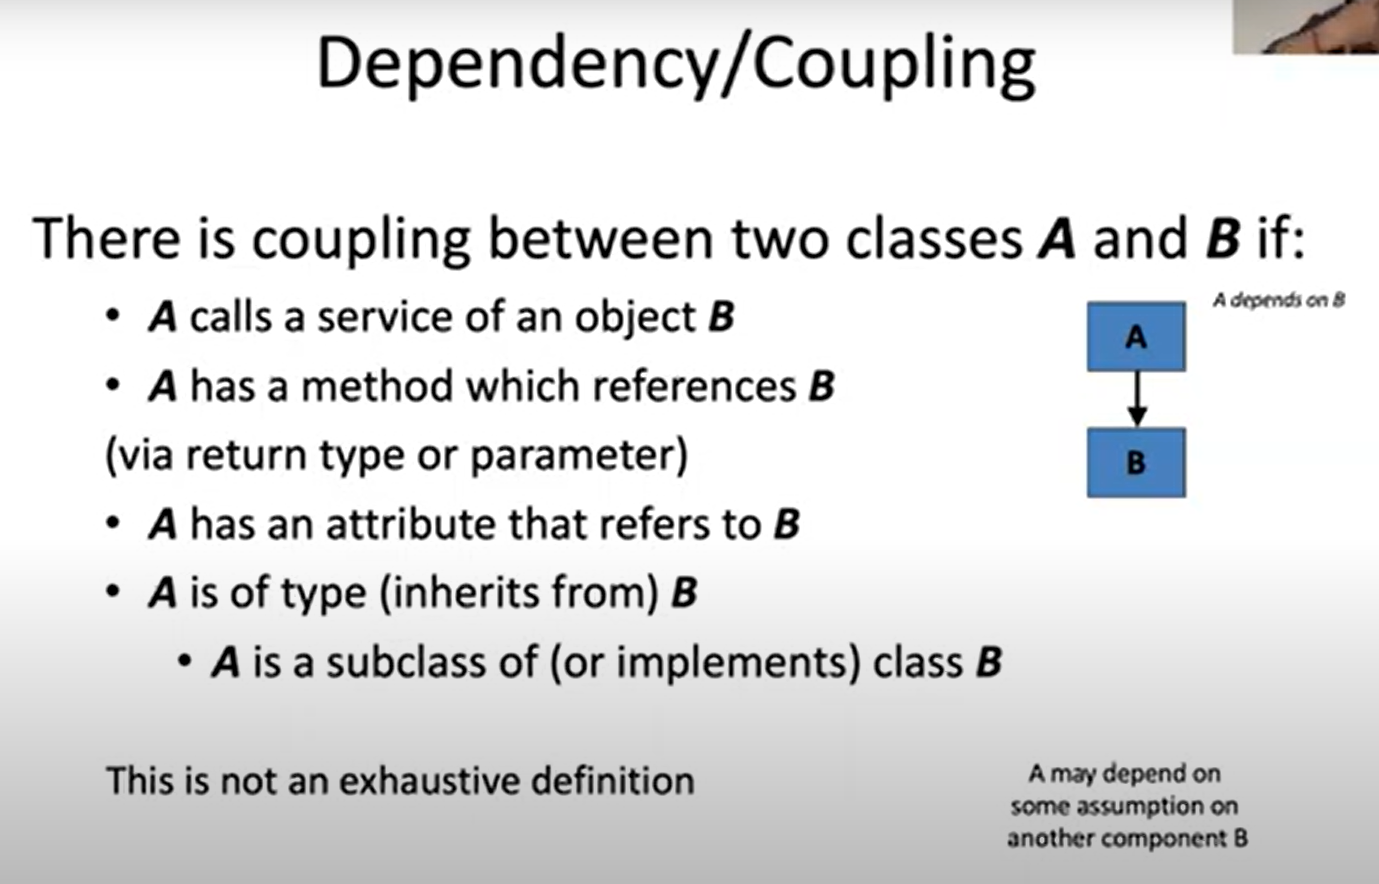 Dependency/Coupling
There is coupling between two classes A and B if:
• A calls a service of an object B
• A has a method which references B
(via return type or parameter)
• A has an attribute that refers to B
• A is of type (inherits from) B
• A is a subclass of (or implements) class B
This is not an exhaustive definition
A depends on B
A
B
A may depend on
some assumption on
another component B